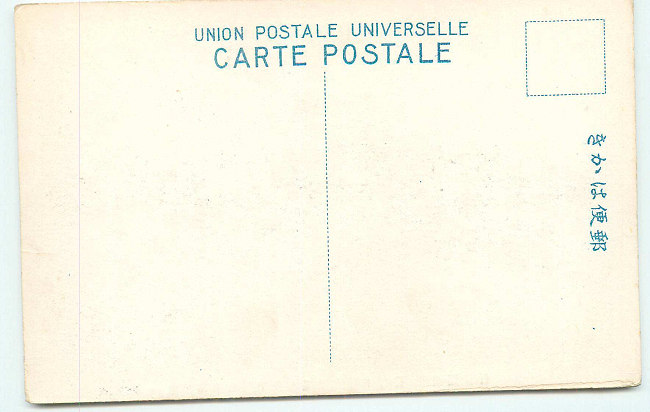 UNION POSTALE UNIVERSELLE
CARTE POSTALE
郵便はかき